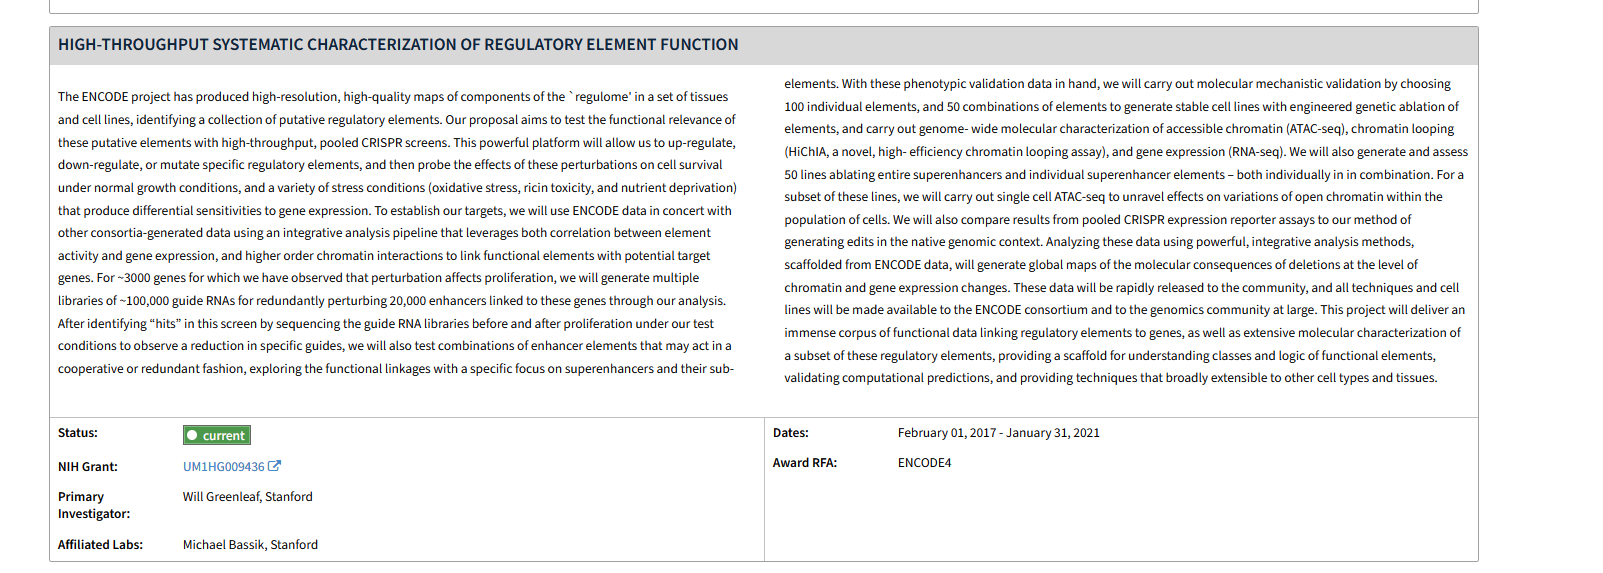 HIGH-THROUGHPUT SYSTEMATIC CHARACTERIZATION OF REGULATORY ELEMENT FUNCTION
The ENCODE project has produced high-resolution, high-quality maps of components of the `regulome' in a set of tissues
and cell lines, identifying a collection of putative regulatory elements. Our proposal aims to test the functional relevance of
these putative elements with high-throughput, pooled CRISPR screens. This powerful platform will allow us to up-regulate,
down-regulate, or mutate specific regulatory elements, and then probe the effects of these perturbations on cell survival
under normal growth conditions, and a variety of stress conditions (oxidative stress, ricin toxicity, and nutrient deprivation)
that produce differential sensitivities to gene expression. To establish our targets, we will use ENCODE data in concert with
other consortia-generated data using an integrative analysis pipeline that leverages both correlation between element
activity and gene expression, and higher order chromatin interactions to link functional elements with potential target
genes. For ~3000 genes for which we have observed that perturbation affects proliferation, we will generate multiple
libraries of ~100,000 guide RNAs for redundantly perturbing 20,000 enhancers linked to these genes through our analysis.
After identifying “hits” in this screen by sequencing the guide RNA libraries before and after proliferation under our test
conditions to observe a reduction in specific guides, we will also test combinations of enhancer elements that may act in a
cooperative or redundant fashion, exploring the functional linkages with a specific focus on superenhancers and their sub-
elements. With these phenotypic validation data in hand, we will carry out molecular mechanistic validation by choosing
100 individual elements, and 50 combinations of elements to generate stable cell lines with engineered genetic ablation of
elements, and carry out genome- wide molecular characterization of accessible chromatin (ATAC-seq), chromatin looping
(HiChIA, a novel, high- efficiency chromatin looping assay), and gene expression (RNA-seq). We will also generate and assess
50 lines ablating entire superenhancers and individual superenhancer elements – both individually in in combination. For a
subset of these lines, we will carry out single cell ATAC-seq to unravel effects on variations of open chromatin within the
population of cells. We will also compare results from pooled CRISPR expression reporter assays to our method of
generating edits in the native genomic context. Analyzing these data using powerful, integrative analysis methods,
scaffolded from ENCODE data, will generate global maps of the molecular consequences of deletions at the level of
chromatin and gene expression changes. These data will be rapidly released to the community, and all techniques and cell
lines will be made available to the ENCODE consortium and to the genomics community at large. This project will deliver an
immense corpus of functional data linking regulatory elements to genes, as well as extensive molecular characterization of
a subset of these regulatory elements, providing a scaffold for understanding classes and logic of functional elements,
validating computational predictions, and providing techniques that broadly extensible to other cell types and tissues.
Status: current
NIH Grant: UM1HG009436
Primary Investigator: Will Greenleaf, Stanford
Affiliated Labs: Michael Bassik, Stanford
Dates: February 01, 2017 - January 31, 2021
Award RFA: ENCODE4